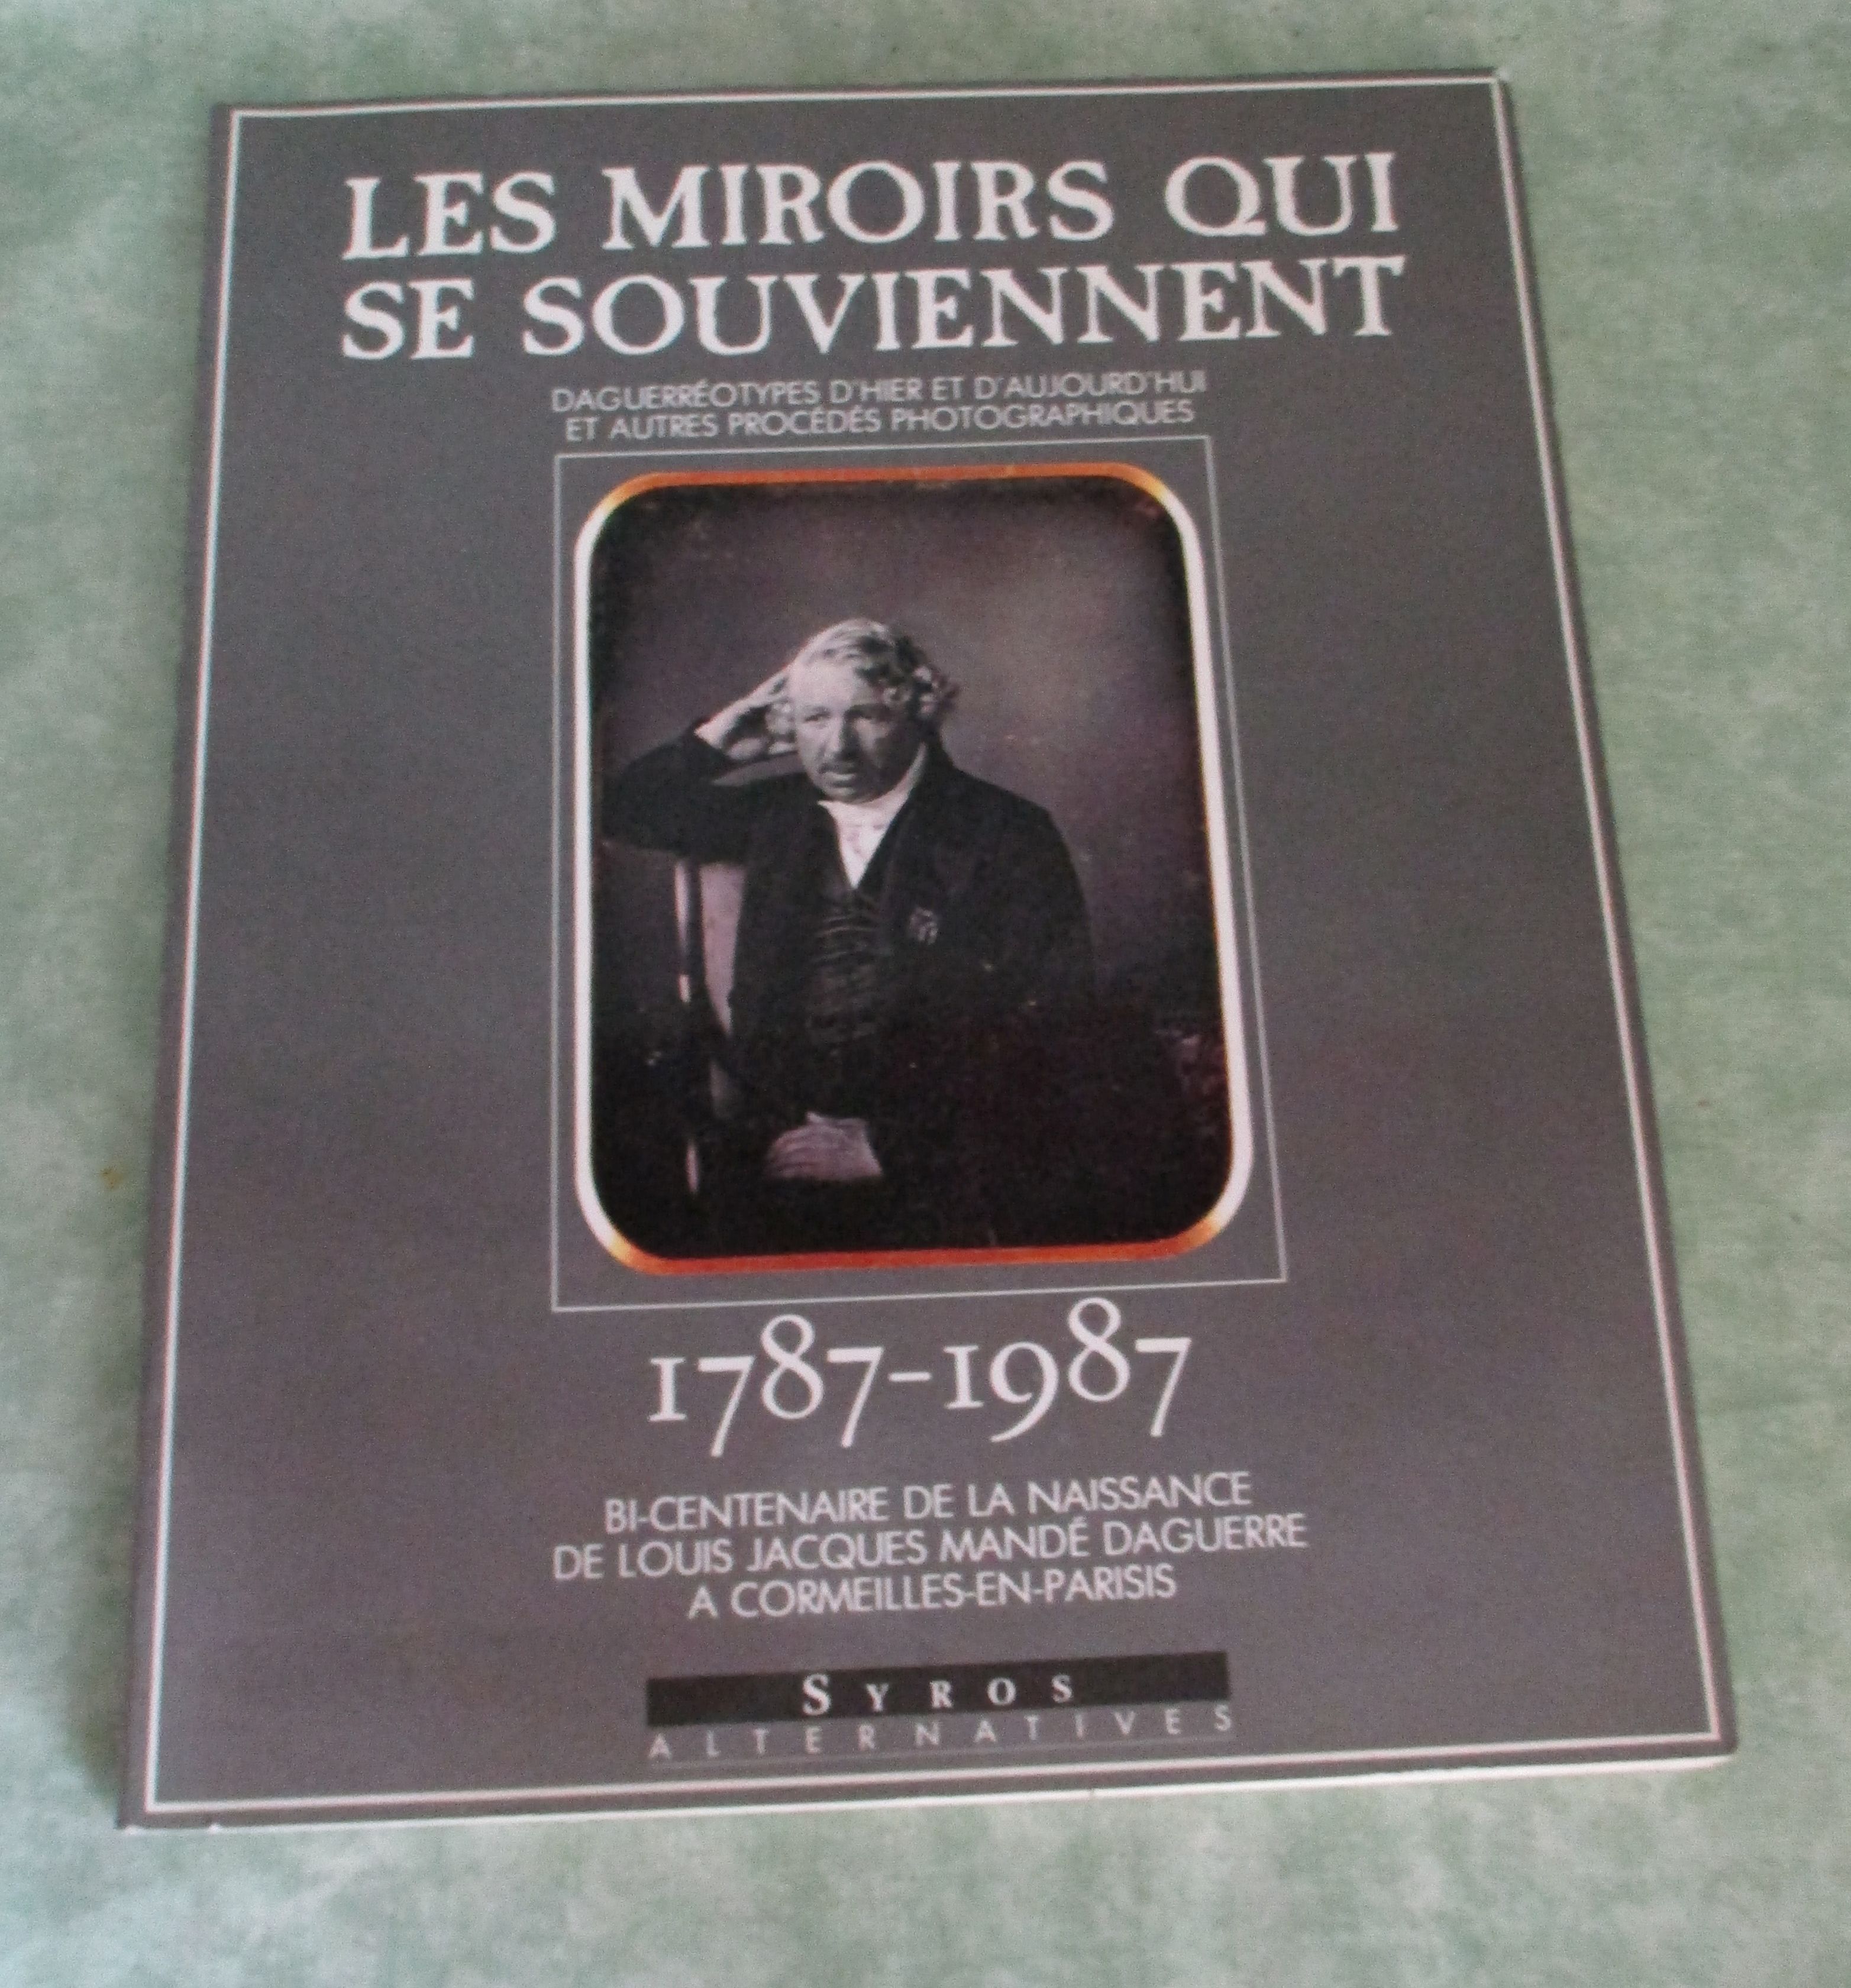 LES MIROIRS QUI
SE SOUVIENNENT
DAGUERRÉOTYPES D'HIER ET D'AUJOURD'HUI
ET AUTRES PROCÉDÉS PHOTOGRAPHIQUES
1787-1987
BI-CENTENAIRE DE LA NAISSANCE
DE LOUIS JACQUES MANDÉ DAGUERRE
A CORMEILLES-EN-PARISIS
SYROS
ALTERNATIVES